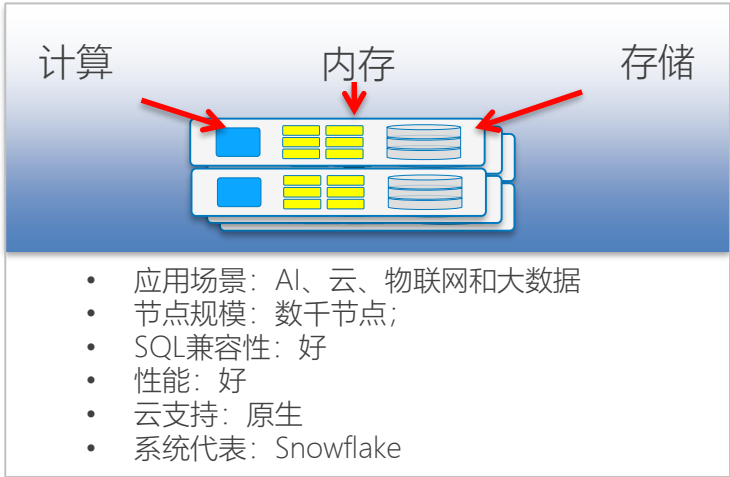 计算 内存 存储
• 应用场景：AI、云、物联网和大数据
• 节点规模：数千节点；
• SQL兼容性：好
• 性能：好
• 云支持：原生
• 系统代表：Snowflake